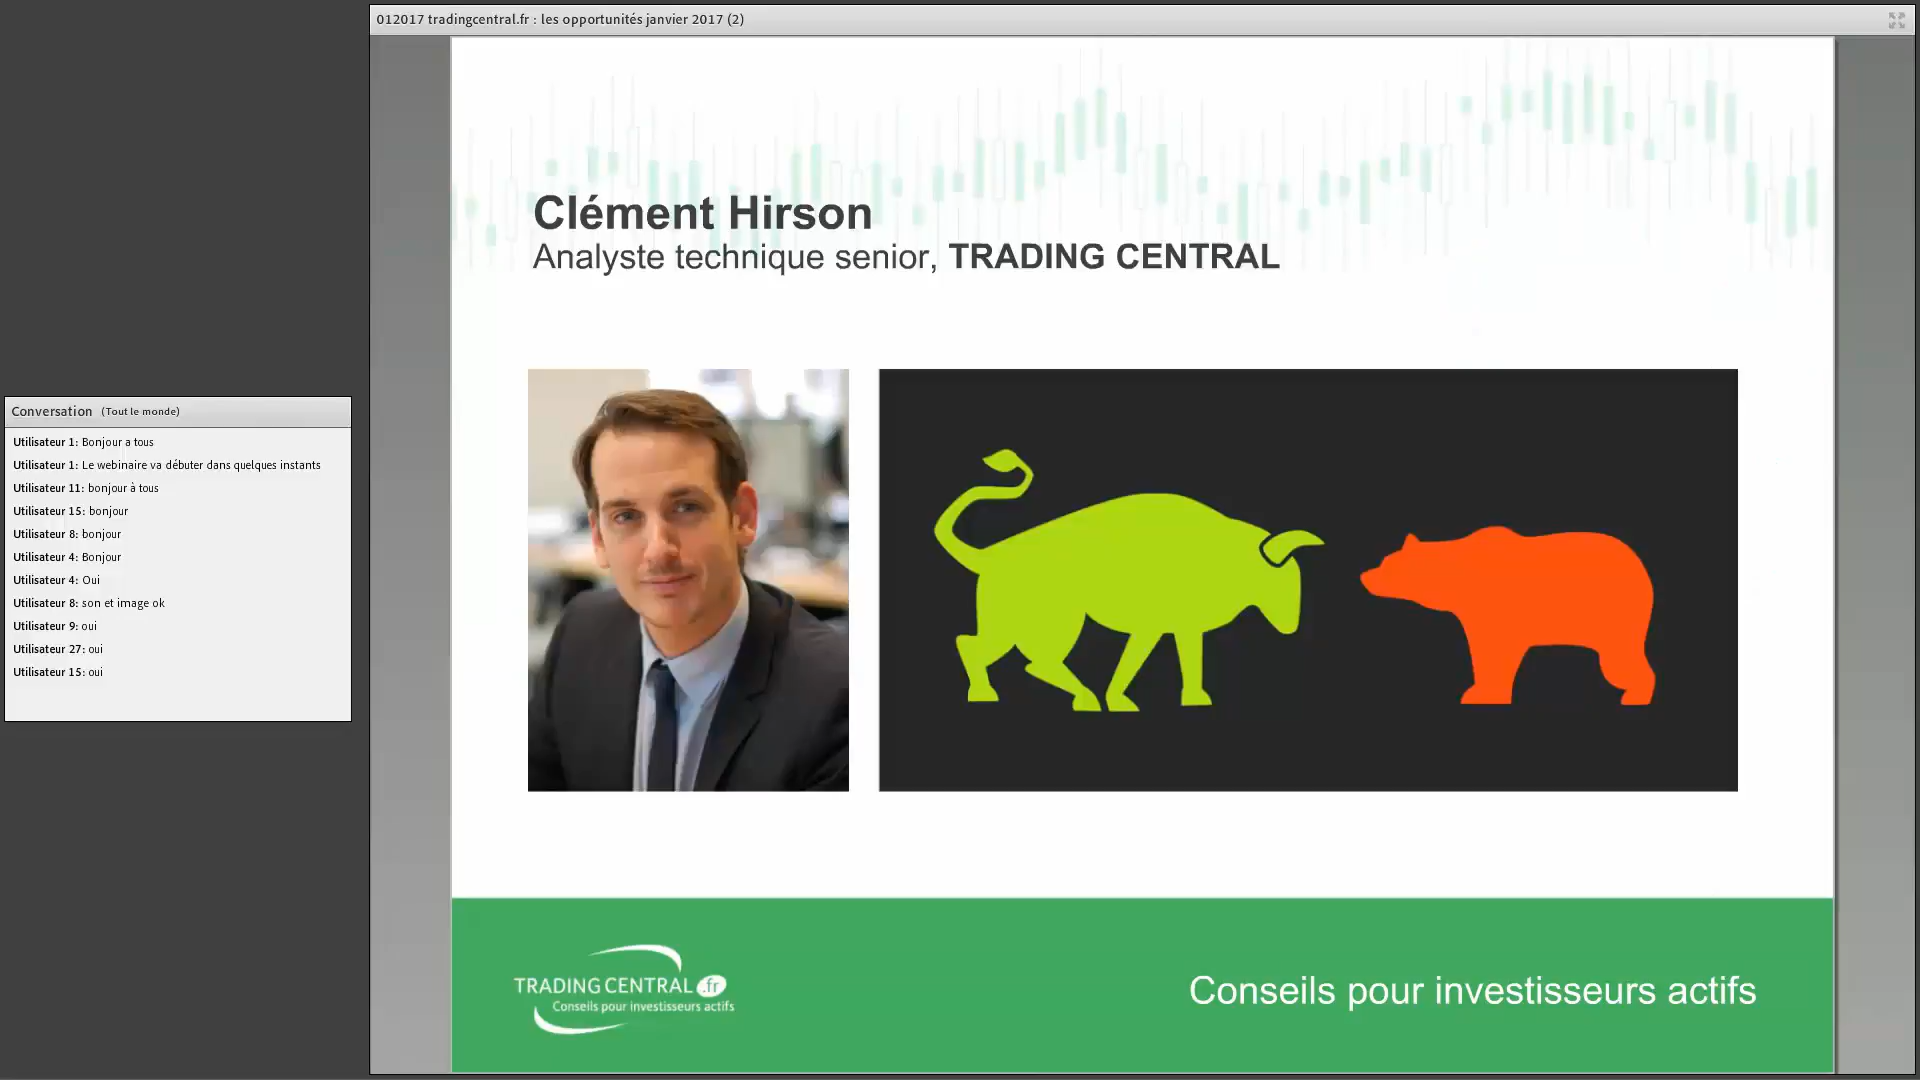 012017 tradingcentral.fr : les opportunités janvier 2017 (2)
Clément Hirson
Analyste technique senior, TRADING CENTRAL
Conversation (Tout le monde)
Utilisateur 1: Bonjour a tous
Utilisateur 1: Le webinaire va débuter dans quelques instants
Utilisateur 11: bonjour à tous
Utilisateur 15: bonjour
Utilisateur 8: bonjour
Utilisateur 4: Bonjour
Utilisateur 4: Oui
Utilisateur 8: son et image ok
Utilisateur 9: oui
Utilisateur 27: oui
Utilisateur 15: oui
TRADING CENTRAL .fr
Conseils pour investisseurs actifs
Conseils pour investisseurs actifs